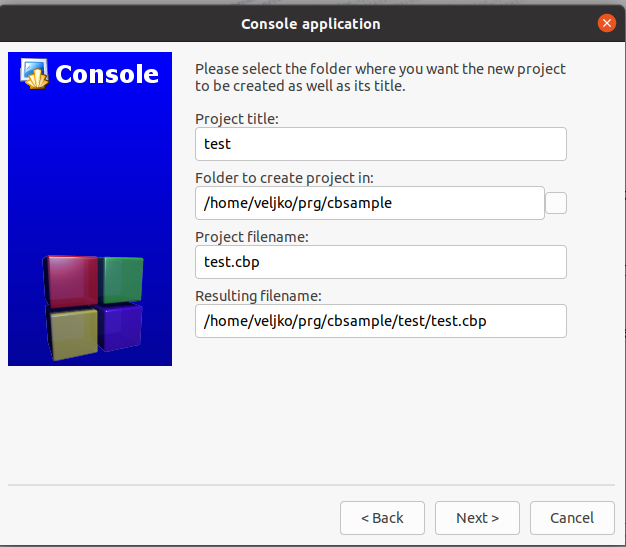 Console application
Console
Please select the folder where you want the new project
to be created as well as its title.
Project title:
test
Folder to create project in:
/home/veljko/prg/cbsample
Project filename:
test.cbp
Resulting filename:
/home/veljko/prg/cbsample/test/test.cbp
< Back
Next >
Cancel